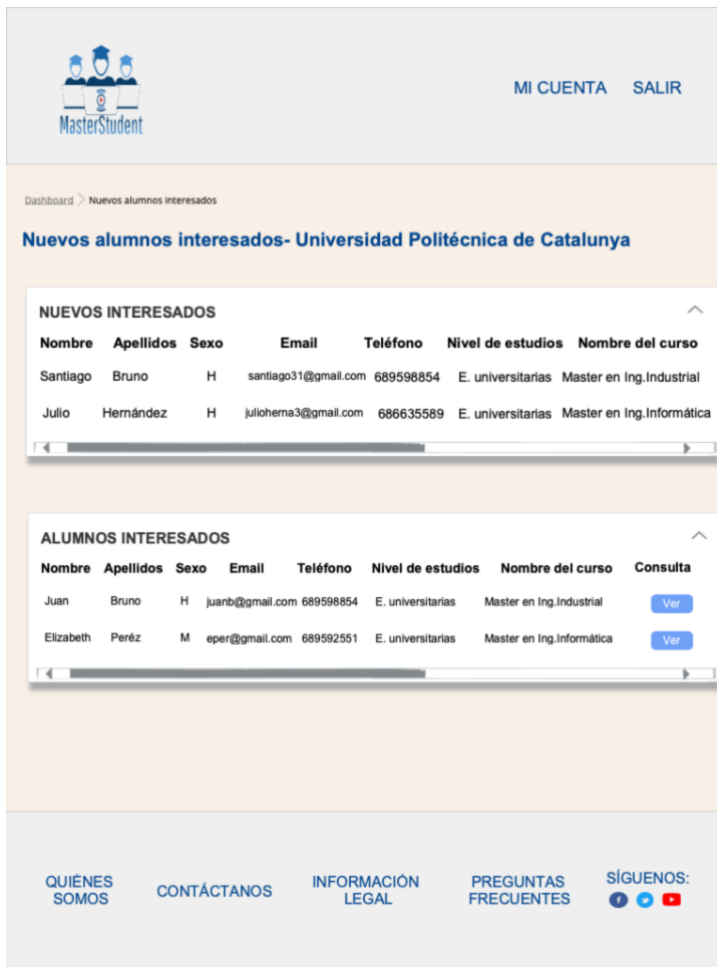 MasterStudent
MI CUENTA SALIR
Dashboard Nuevos alumnos interesados
Nuevos alumnos interesados- Universidad Politécnica de Catalunya
NUEVOS INTERESADOS
Nombre Apellidos Sexo Email Teléfono Nivel de estudios Nombre del curso
Santiago Bruno H santiago31@gmail.com 689598854 E. universitarias Master en Ing.Industrial
Julio Hernández H julioherna3@gmail.com 686635589 E. universitarias Master en Ing.Informática
ALUMNOS INTERESADOS
Nombre Apellidos Sexo Email Teléfono Nivel de estudios Nombre del curso Consulta
Juan Bruno H juanb@gmail.com 689598854 E. universitarias Master en Ing.Industrial Ver
Elizabeth Peréz M eper@gmail.com 689592551 E. universitarias Master en Ing.Informática Ver
QUIÉNES
SOMOS
CONTÁCTANOS
INFORMACIÓN
LEGAL
PREGUNTAS
FRECUENTES
SÍGUENOS: